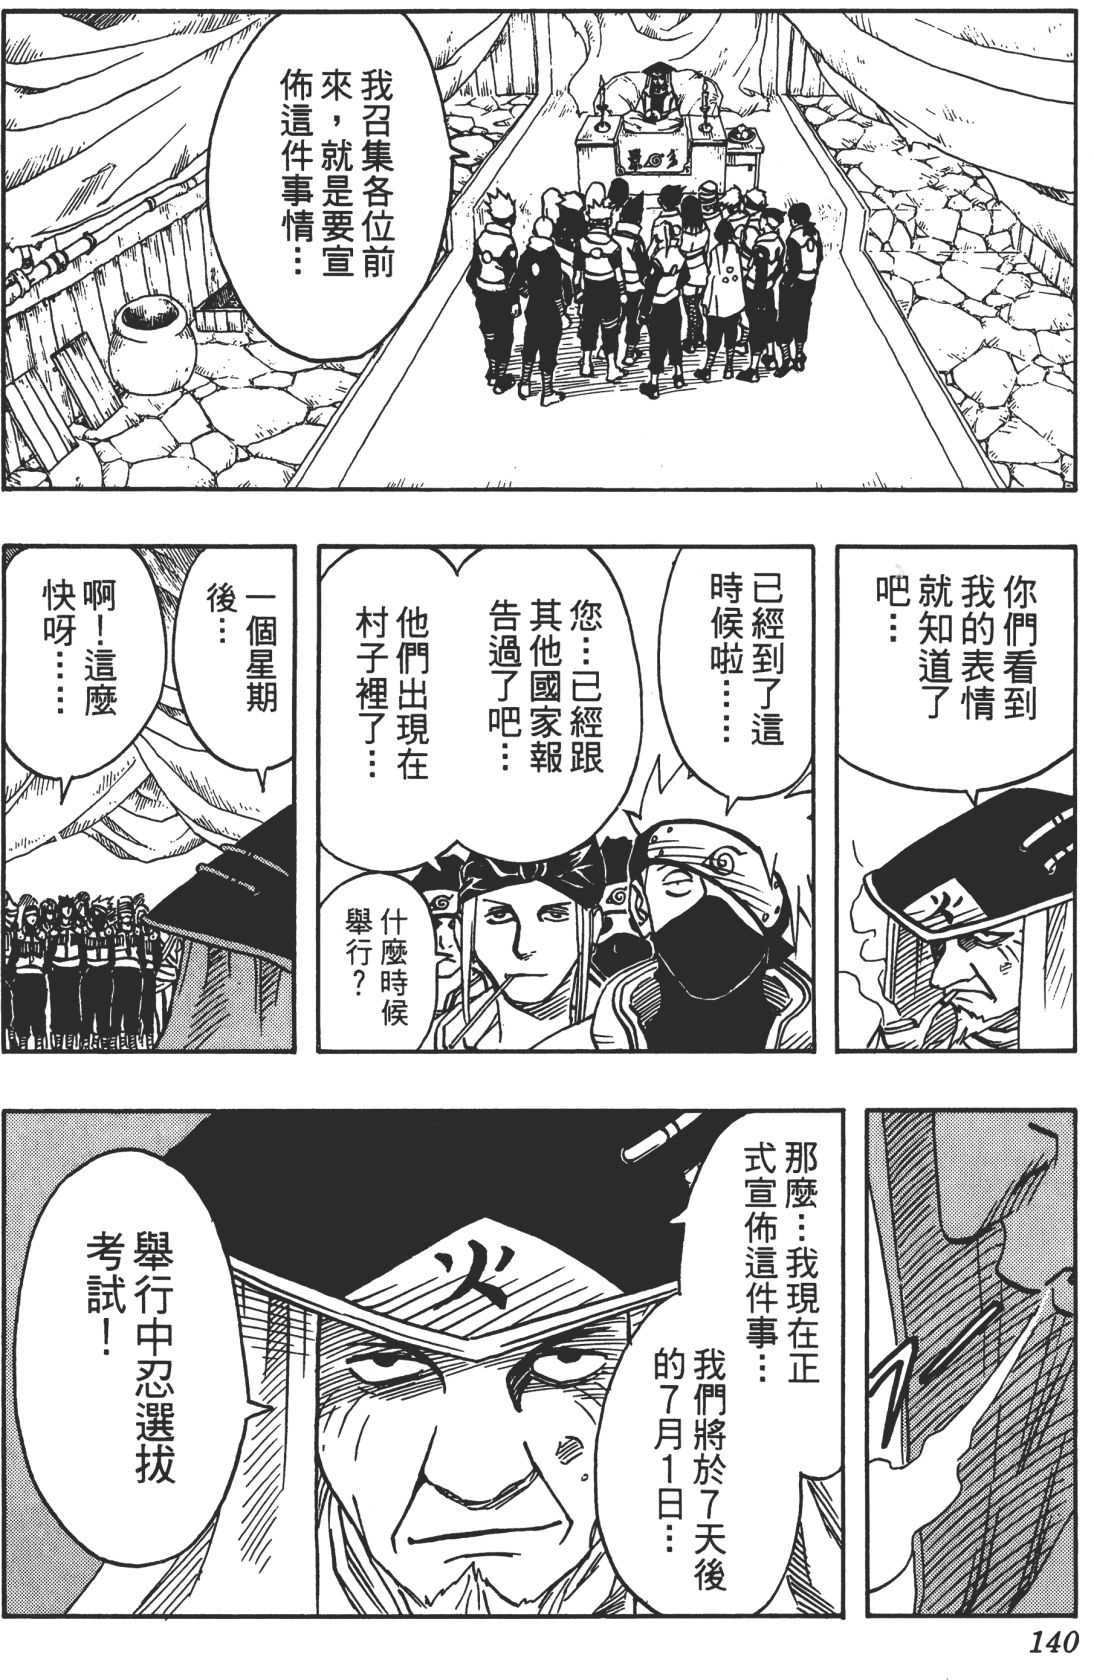 我召集各位前
來，就是要宣
佈這件事情…
你們看到
我的表情
就知道了
吧…
已經到了這
時候啦……
您…已經跟
其他國家報
告過了吧…
他們出現在
村子裡了…
什麼時候
舉行？
一個星期
後…
啊！這麼
快呀……
火
那麼…我現在正
式宣佈這件事…
我們將於7天後
的7月1日…
火
舉行中忍選拔
考試！
140